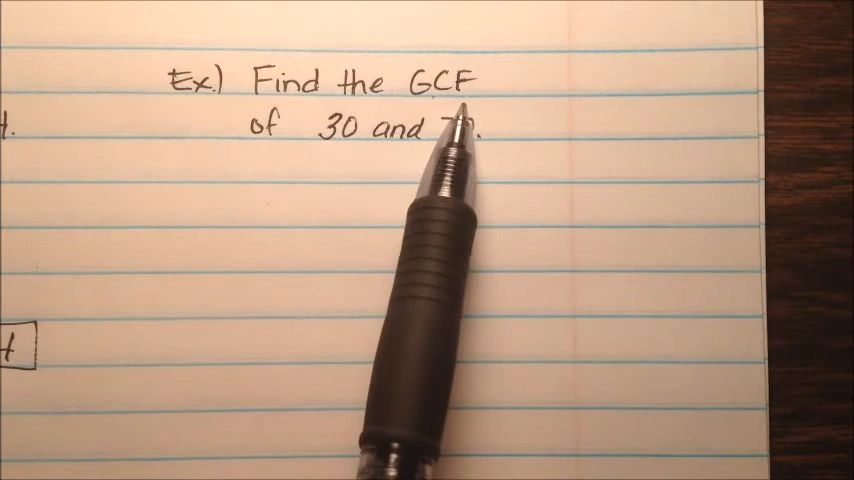 Ex.) Find the GCF
of 30 and